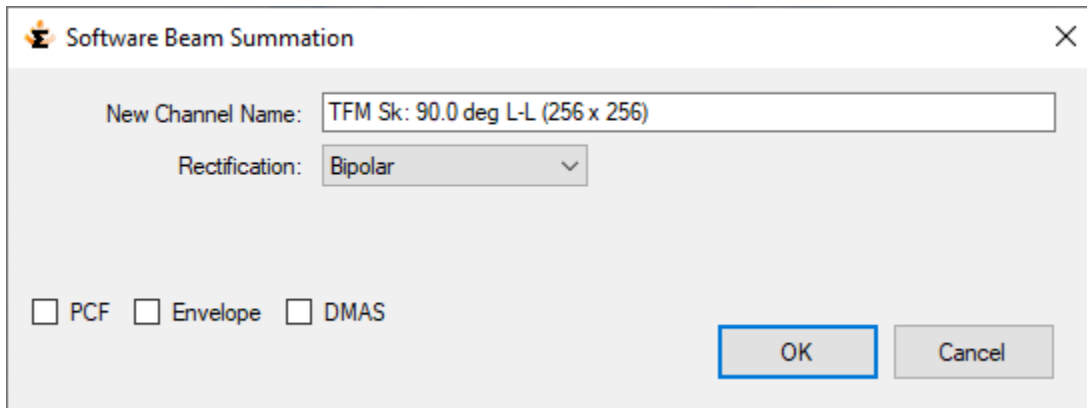 Software Beam Summation
New Channel Name: TFM Sk: 90.0 deg L-L (256 x 256)
Rectification: Bipolar
PCF Envelope DMAS
OK Cancel